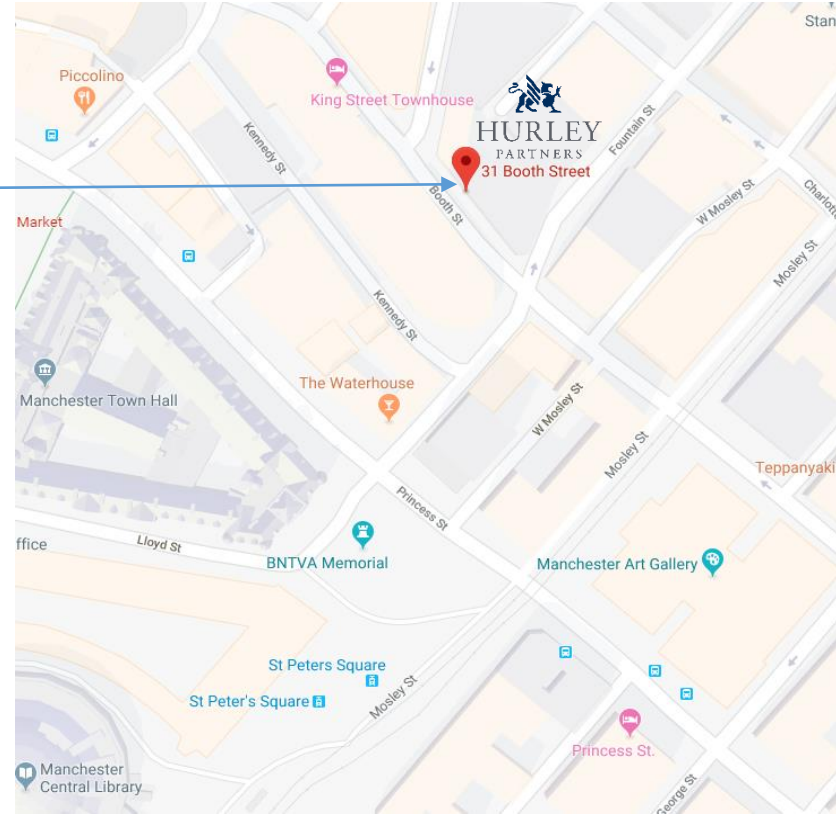 Stan
Piccolino
King Street Townhouse
HURLEY
PARTNERS
31 Booth Street
Fountain St
Kennedy St
Booth St
W Mosley St
Charlotte
Market
Mosley St
Kennedy St
Manchester Town Hall
The Waterhouse
W Mosley St
Mosley St
Teppanyaki
Princess St
ffice
Lloyd St
BNTVA Memorial
Manchester Art Gallery
St Peters Square
St Peter's Square
Mosley St
Princess St.
Manchester
Central Library
George St